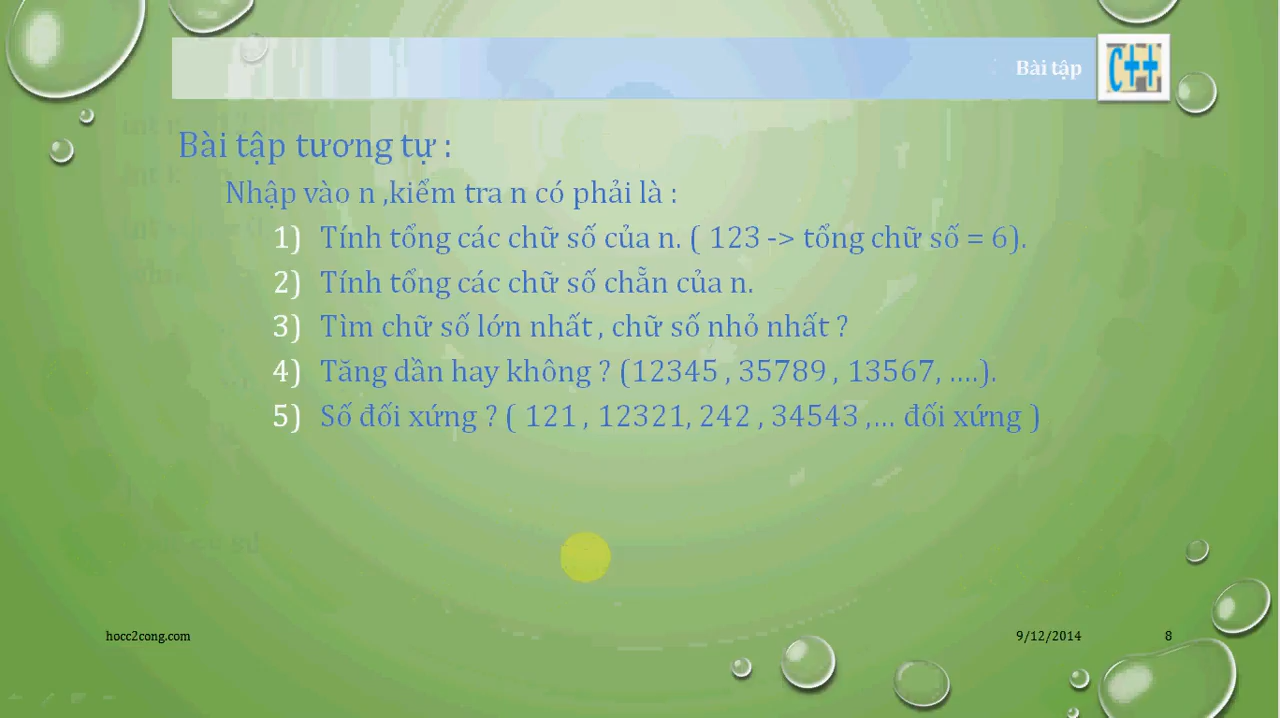 Bài tập
C++
Bài tập tương tự :
Nhập vào n ,kiểm tra n có phải là :
1) Tính tổng các chữ số của n. ( 123 -> tổng chữ số = 6).
2) Tính tổng các chữ số chẵn của n.
3) Tìm chữ số lớn nhất , chữ số nhỏ nhất ?
4) Tăng dần hay không ? (12345 , 35789 , 13567, ....).
5) Số đối xứng ? ( 121 , 12321, 242 , 34543 ,... đối xứng )
hocc2cong.com
9/12/2014
8